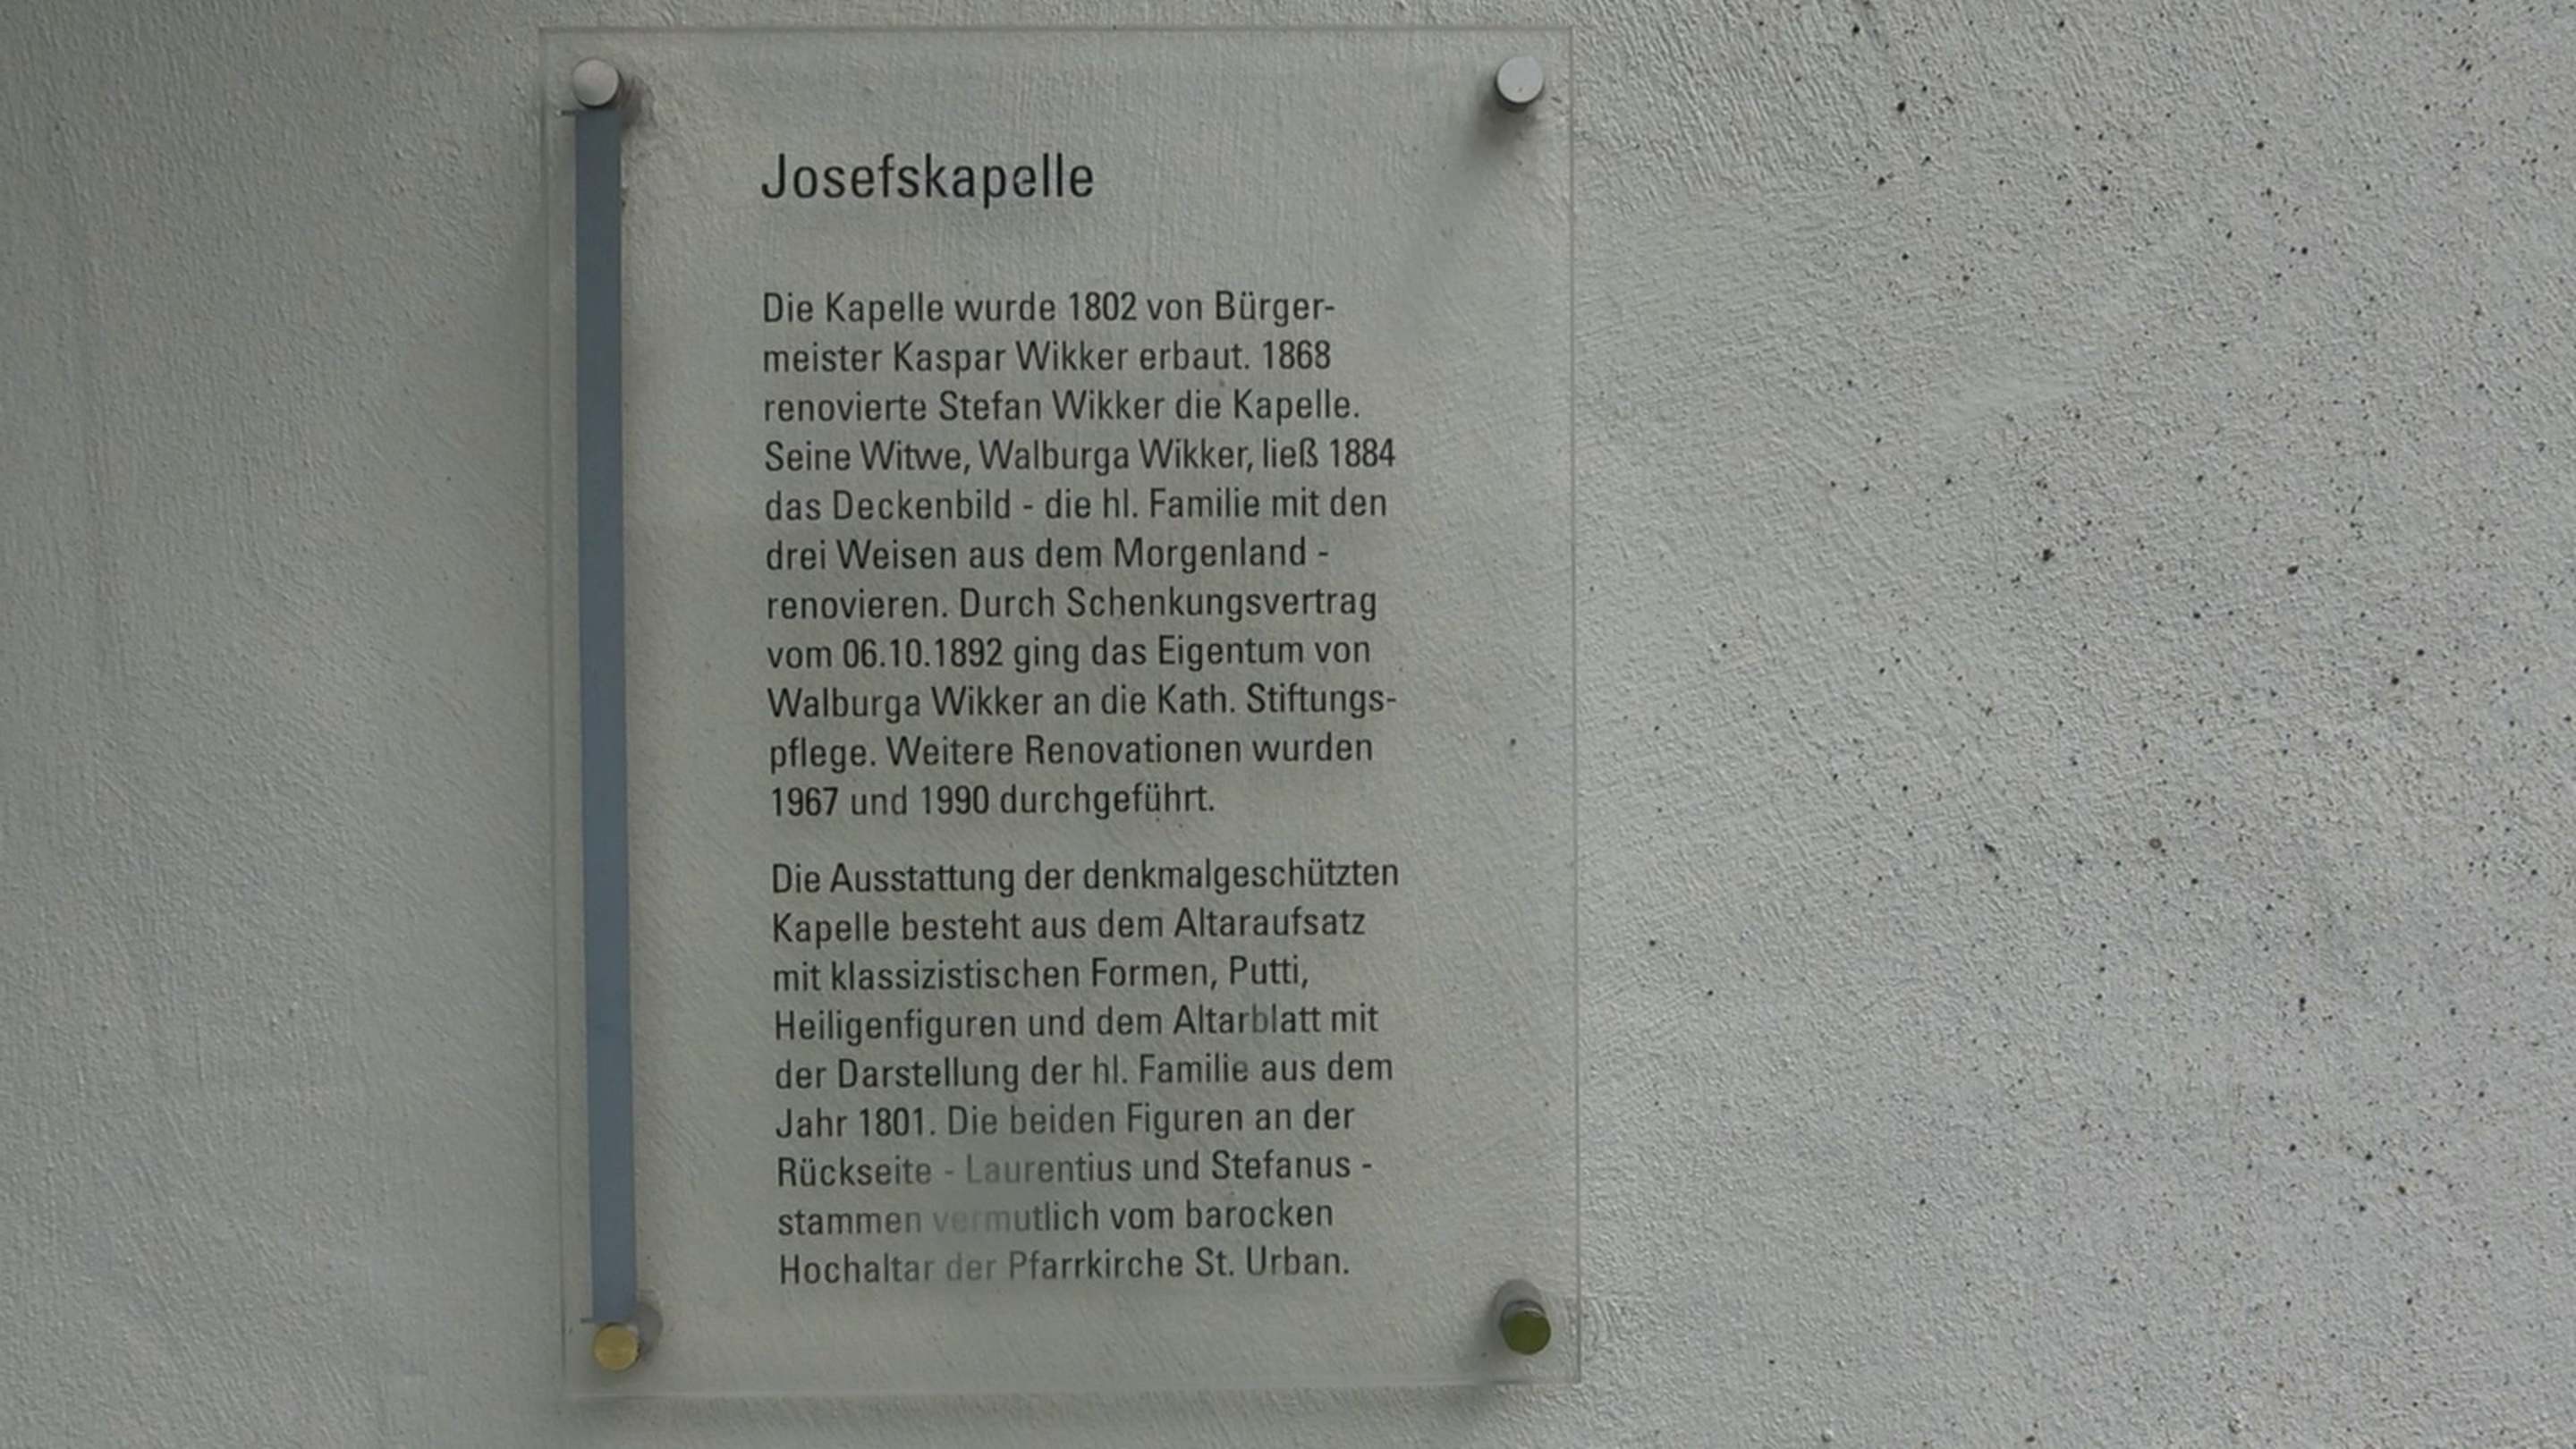 Josefskapelle
Die Kapelle wurde 1802 von Bürger-
meister Kaspar Wikker erbaut. 1868
renovierte Stefan Wikker die Kapelle.
Seine Witwe, Walburga Wikker, ließ 1884
das Deckenbild - die hl. Familie mit den
drei Weisen aus dem Morgenland -
renovieren. Durch Schenkungsvertrag
vom 06.10.1892 ging das Eigentum von
Walburga Wikker an die Kath. Stiftungs-
pflege. Weitere Renovationen wurden
1967 und 1990 durchgeführt.
Die Ausstattung der denkmalgeschützten
Kapelle besteht aus dem Altaraufsatz
mit klassizistischen Formen, Putti,
Heiligenfiguren und dem Altarblatt mit
der Darstellung der hl. Familie aus dem
Jahr 1801. Die beiden Figuren an der
Rückseite - Laurentius und Stefanus -
stammen vermutlich vom barocken
Hochaltar der Pfarrkirche St. Urban.